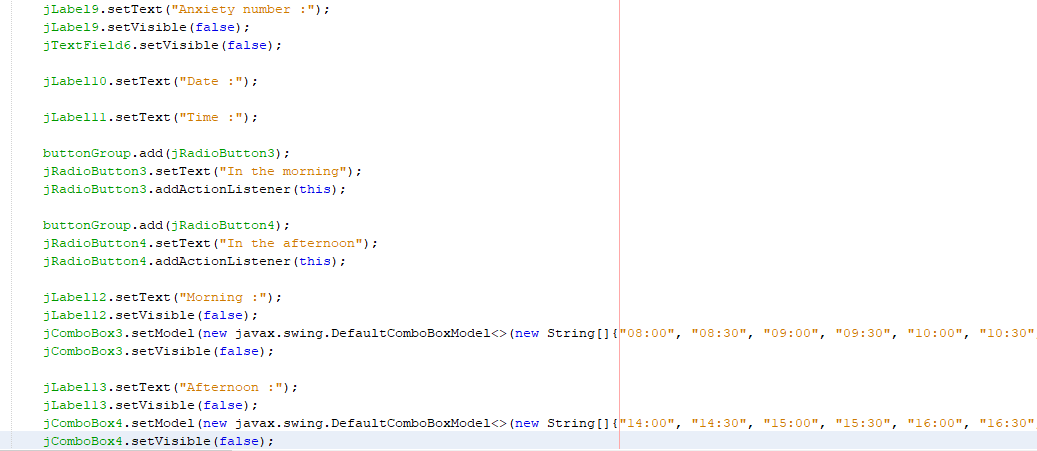 jLabel9.setText("Anxiety number :");
jLabel9.setVisible(false);
jTextField6.setVisible(false);
jLabel10.setText("Date :");
jLabel11.setText("Time :");
buttonGroup.add(jRadioButton3);
jRadioButton3.setText("In the morning");
jRadioButton3.addActionListener(this);
buttonGroup.add(jRadioButton4);
jRadioButton4.setText("In the afternoon");
jRadioButton4.addActionListener(this);
jLabel12.setText("Morning :");
jLabel12.setVisible(false);
jComboBox3.setModel(new javax.swing.DefaultComboBoxModel<>(new String[]{"08:00", "08:30", "09:00", "09:30", "10:00", "10:30"
jComboBox3.setVisible(false);
jLabel13.setText("Afternoon :");
jLabel13.setVisible(false);
jComboBox4.setModel(new javax.swing.DefaultComboBoxModel<>(new String[]{"14:00", "14:30", "15:00", "15:30", "16:00", "16:30"
jComboBox4.setVisible(false);